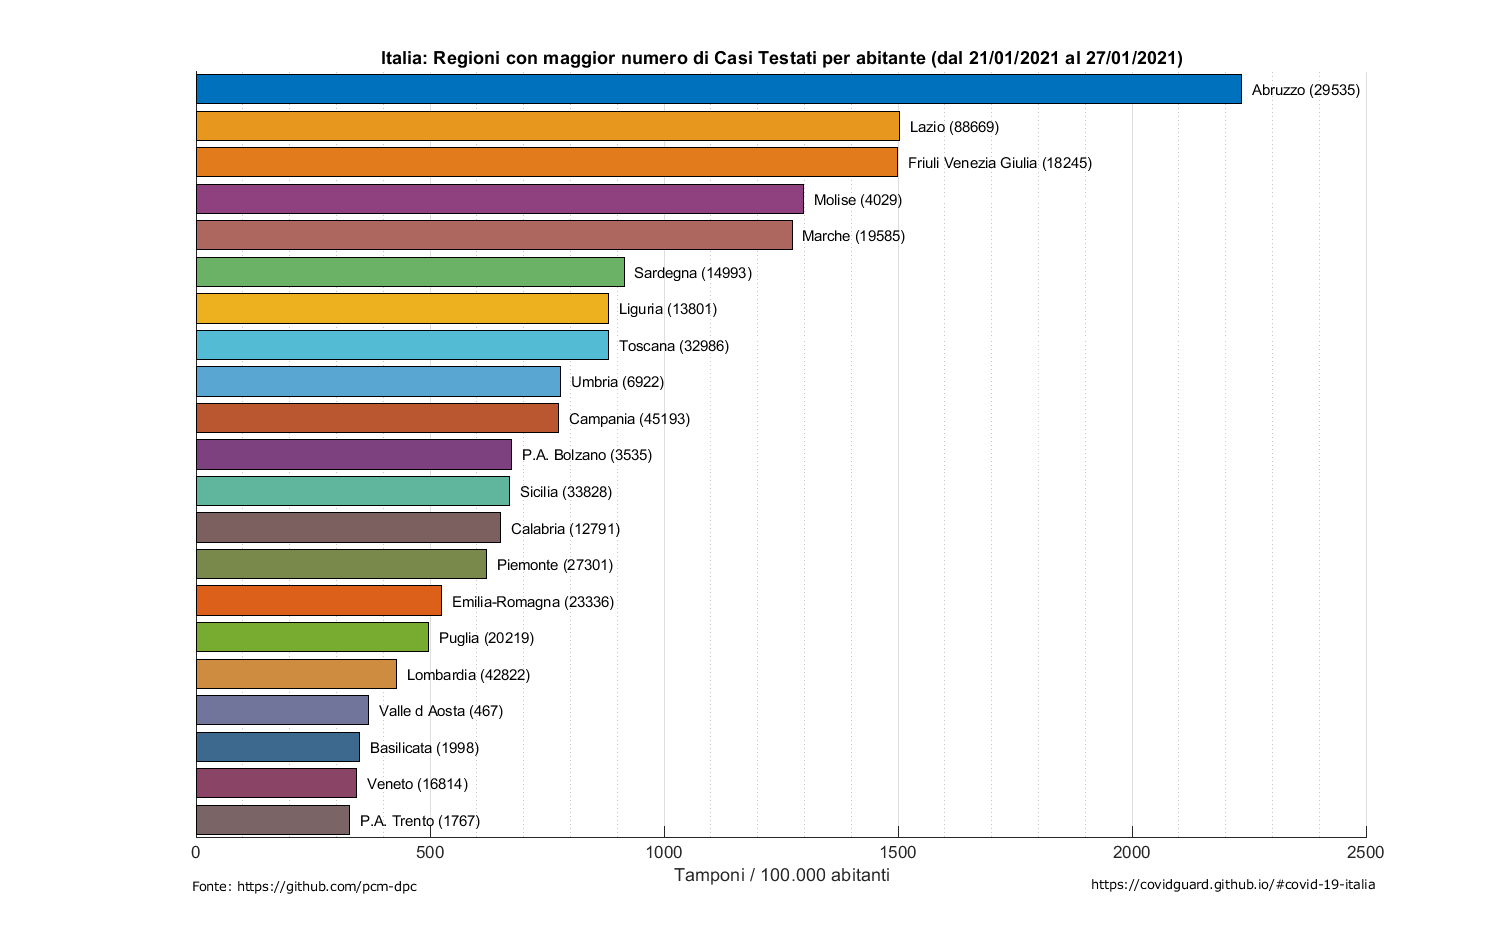 Italia: Regioni con maggior numero di Casi Testati per abitante (dal 21/01/2021 al 27/01/2021)
Abruzzo (29535)
Lazio (88669)
Friuli Venezia Giulia (18245)
Molise (4029)
Marche (19585)
Sardegna (14993)
Liguria (13801)
Toscana (32986)
Umbria (6922)
Campania (45193)
P.A. Bolzano (3535)
Sicilia (33828)
Calabria (12791)
Piemonte (27301)
Emilia-Romagna (23336)
Puglia (20219)
Lombardia (42822)
Valle d Aosta (467)
Basilicata (1998)
Veneto (16814)
P.A. Trento (1767)
0 500 1000 1500 2000 2500
Tamponi / 100.000 abitanti
Fonte: https://github.com/pcm-dpc
https://covidguard.github.io/#covid-19-italia